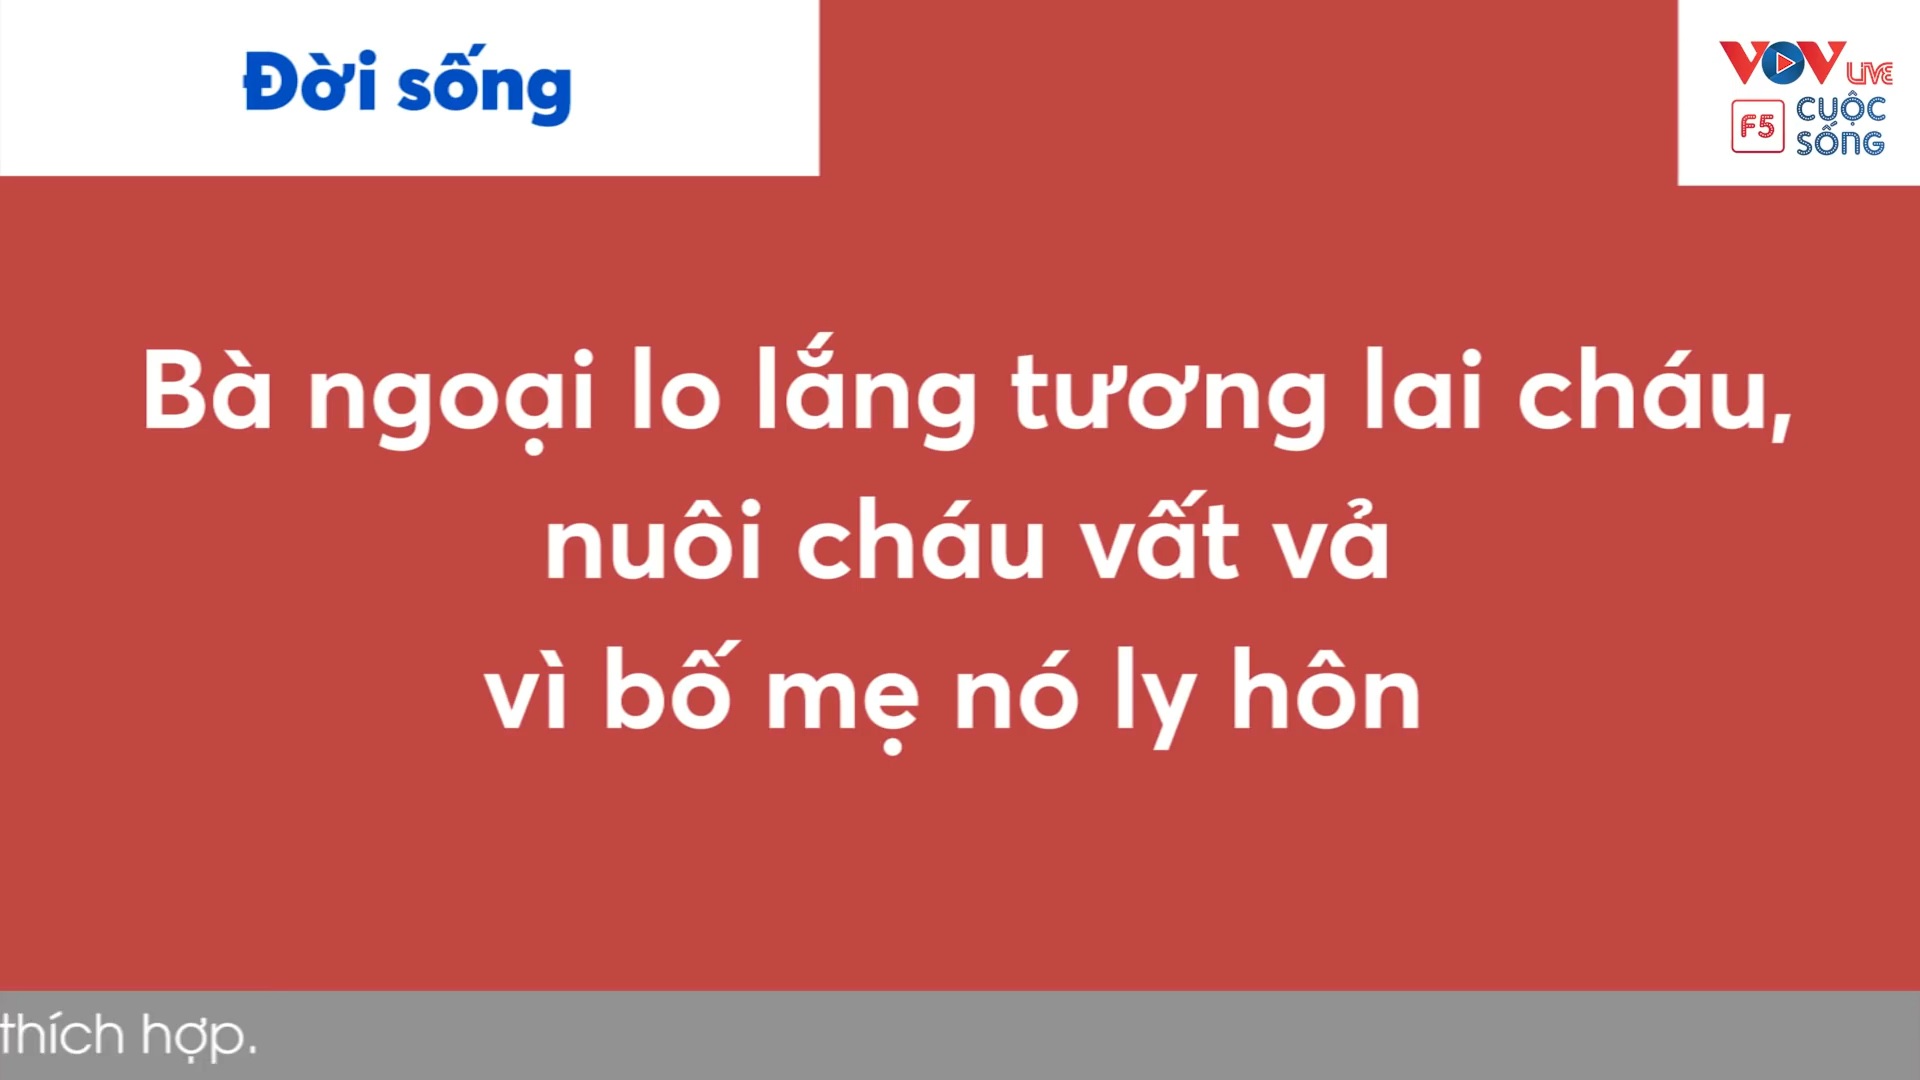 Đời sống
VOV LIVE
F5 CUỘC
SỐNG
Bà ngoại lo lắng tương lai cháu,
nuôi cháu vất vả
vì bố mẹ nó ly hôn
thích hợp.